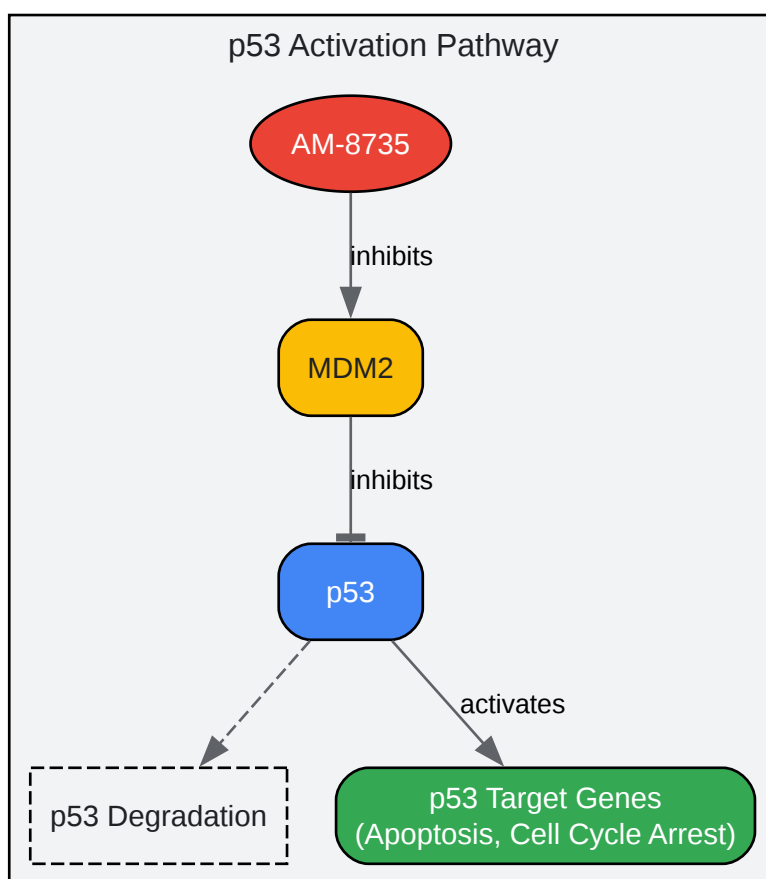 p53 Activation Pathway
AM-8735
inhibits
MDM2
inhibits
p53
activates
p53 Degradation
p53 Target Genes
(Apoptosis, Cell Cycle Arrest)